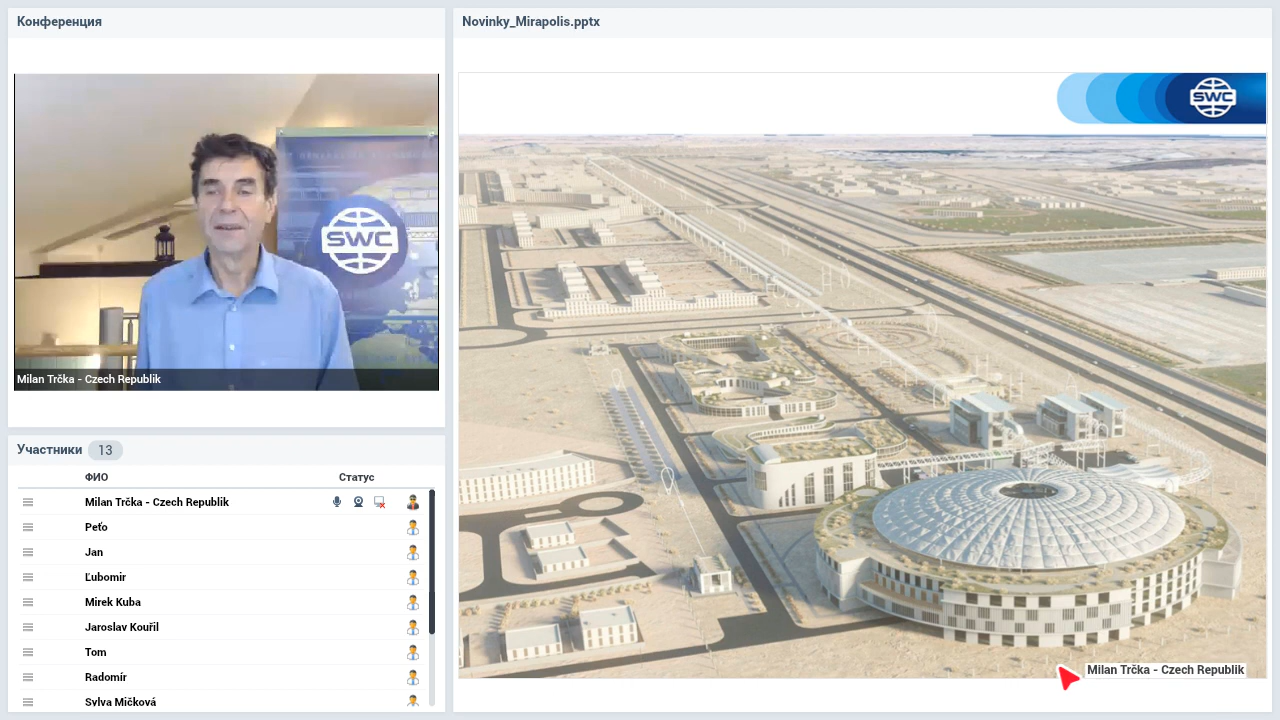 Конференция
SWC
Milan Trčka - Czech Republik
Участники 13
ФИО Статус
Milan Trčka - Czech Republik
Peťo
Jan
Ľubomir
Mirek Kuba
Jaroslav Kouřil
Tom
Radomír
Sylva Mičková
Novinky_Mirapolis.pptx
SWC
Milan Trčka - Czech Republik